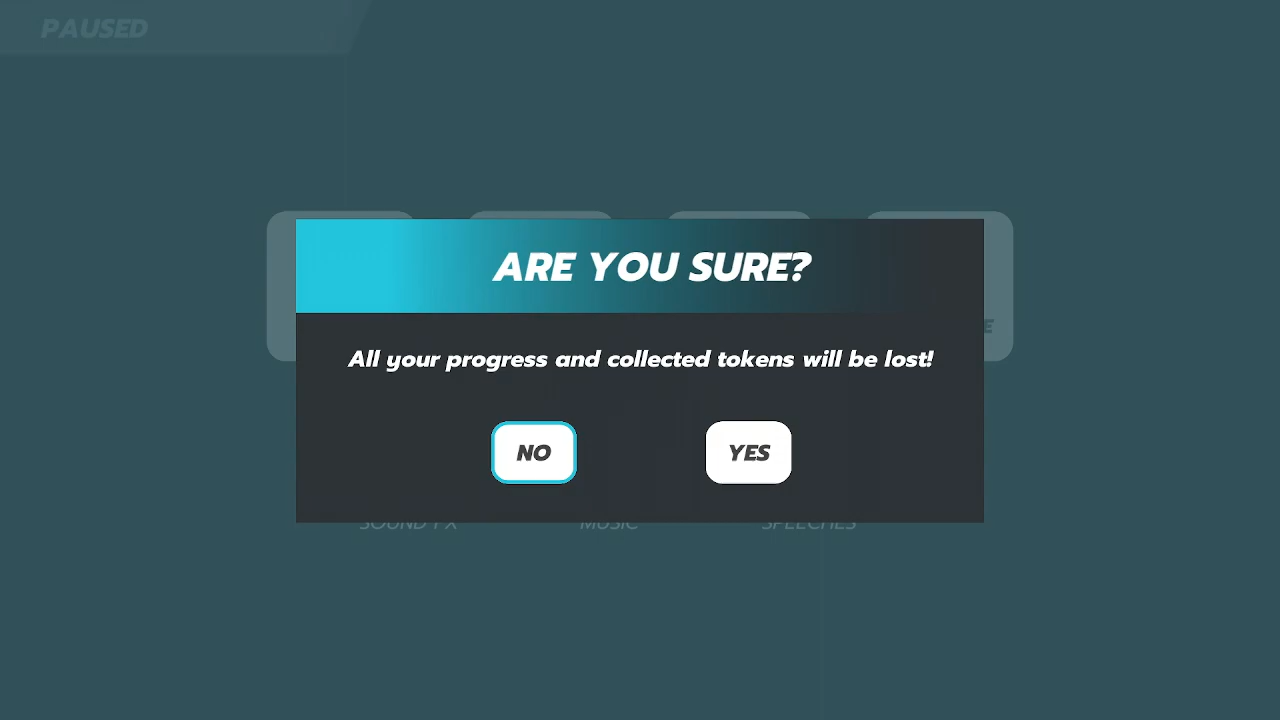 PAUSED
ARE YOU SURE?
All your progress and collected tokens will be lost!
NO
YES
SOUND FX
MUSIC
SPEECHES